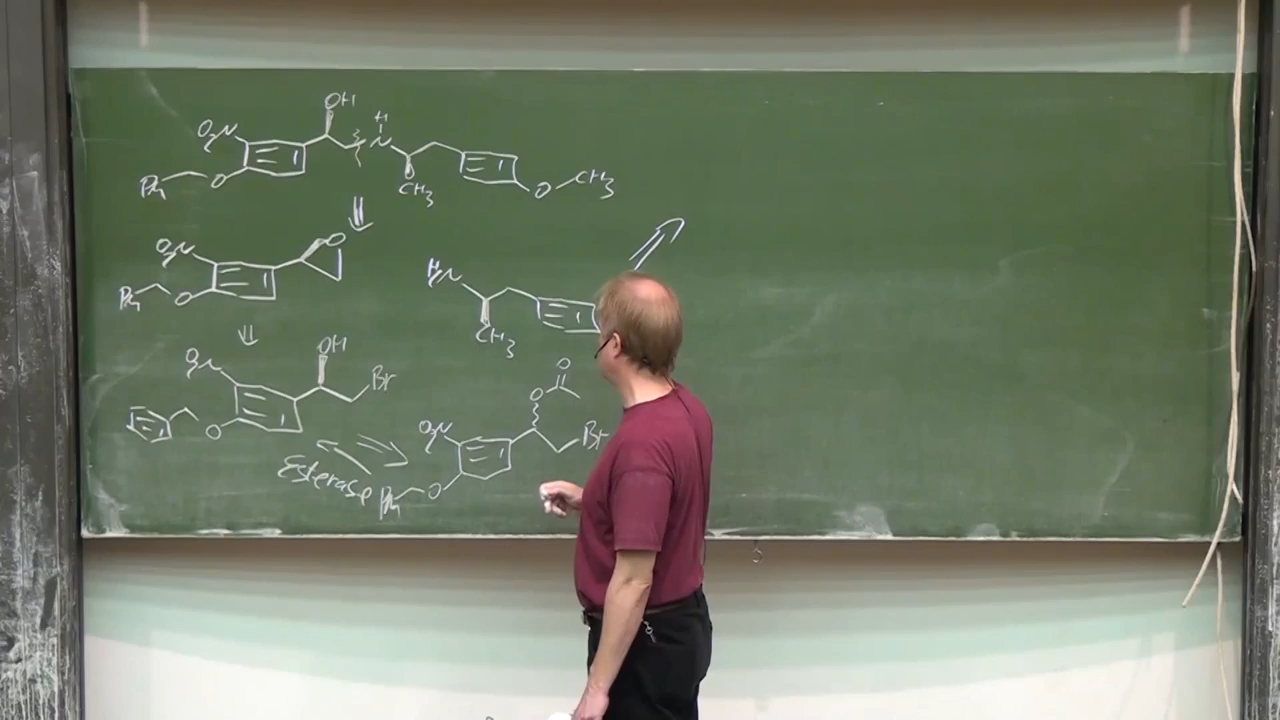 OH
O₂N H N
Ph O CH₃ O CH₃
O₂N O
Ph O
H₂N
CH₃
O₂N OH Br
O
O
O
O₂N Br
Esterase
Ph O